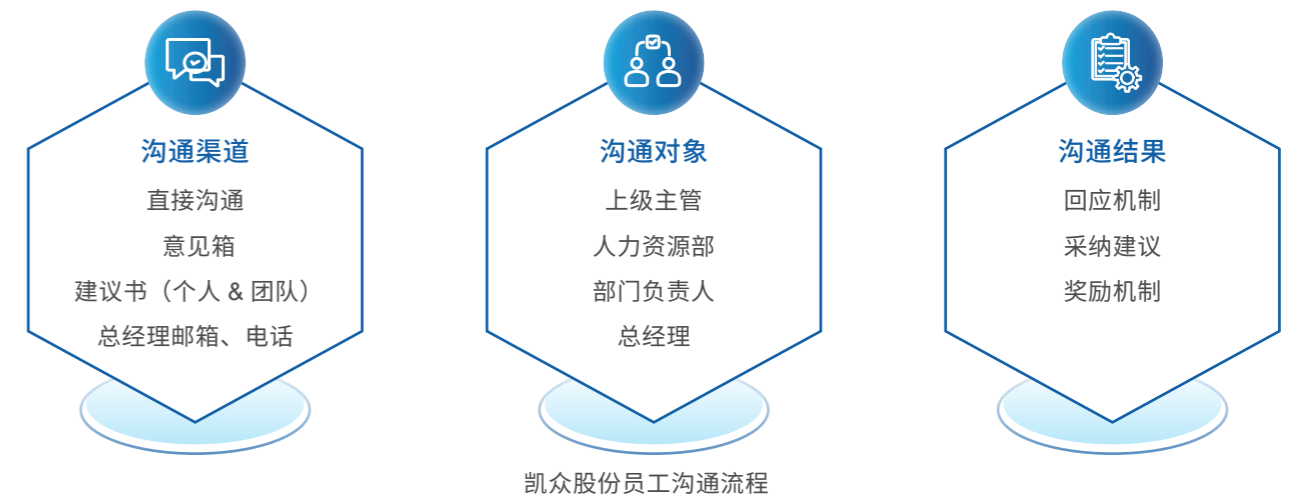 沟通渠道
直接沟通
意见箱
建议书（个人 & 团队）
总经理邮箱、电话
沟通对象
上级主管
人力资源部
部门负责人
总经理
沟通结果
回应机制
采纳建议
奖励机制
凯众股份员工沟通流程